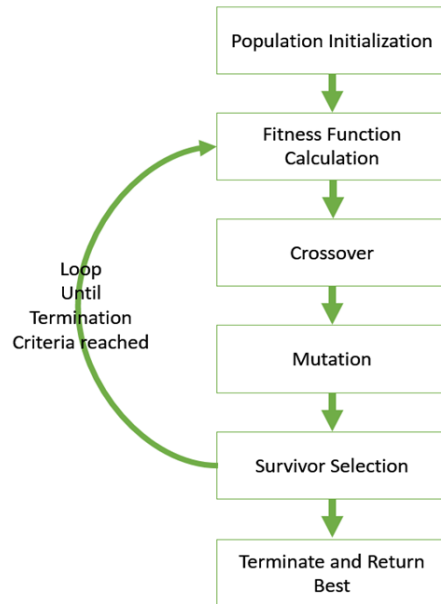 Population Initialization
Fitness Function
Calculation
Crossover
Loop
Until
Termination
Criteria reached
Mutation
Survivor Selection
Terminate and Return
Best